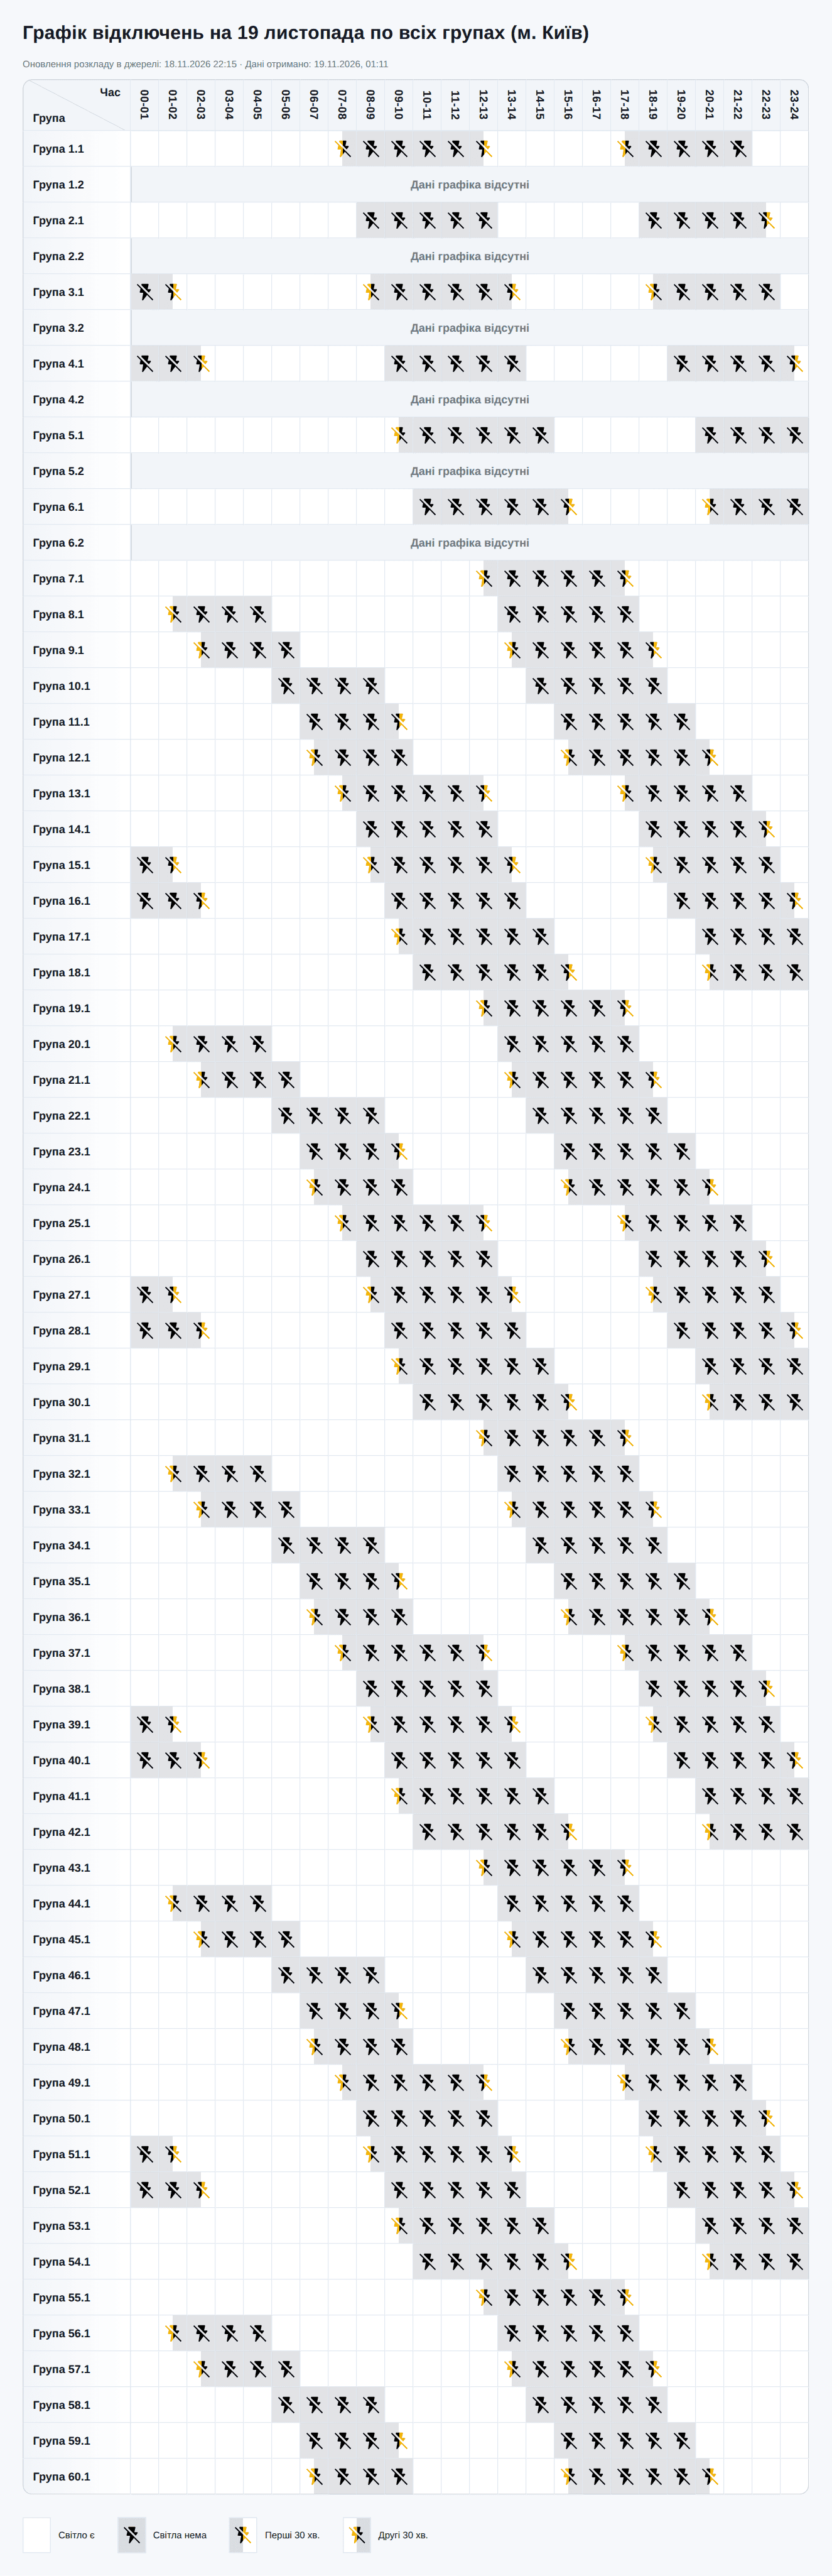 Графік відключень на 19 листопада по всіх групах (м. Київ)
Оновлення розкладу в джерелі: 18.11.2026 22:15 · Дані отримано: 19.11.2026, 01:11
Час
Група
00-01 01-02 02-03 03-04 04-05 05-06 06-07 07-08 08-09 09-10 10-11 11-12 12-13 13-14 14-15 15-16 16-17 17-18 18-19 19-20 20-21 21-22 22-23 23-24
Група 1.1
Група 1.2 Дані графіка відсутні
Група 2.1
Група 2.2 Дані графіка відсутні
Група 3.1
Група 3.2 Дані графіка відсутні
Група 4.1
Група 4.2 Дані графіка відсутні
Група 5.1
Група 5.2 Дані графіка відсутні
Група 6.1
Група 6.2 Дані графіка відсутні
Група 7.1
Група 8.1
Група 9.1
Група 10.1
Група 11.1
Група 12.1
Група 13.1
Група 14.1
Група 15.1
Група 16.1
Група 17.1
Група 18.1
Група 19.1
Група 20.1
Група 21.1
Група 22.1
Група 23.1
Група 24.1
Група 25.1
Група 26.1
Група 27.1
Група 28.1
Група 29.1
Група 30.1
Група 31.1
Група 32.1
Група 33.1
Група 34.1
Група 35.1
Група 36.1
Група 37.1
Група 38.1
Група 39.1
Група 40.1
Група 41.1
Група 42.1
Група 43.1
Група 44.1
Група 45.1
Група 46.1
Група 47.1
Група 48.1
Група 49.1
Група 50.1
Група 51.1
Група 52.1
Група 53.1
Група 54.1
Група 55.1
Група 56.1
Група 57.1
Група 58.1
Група 59.1
Група 60.1
Світло є Світла нема Перші 30 хв. Другі 30 хв.